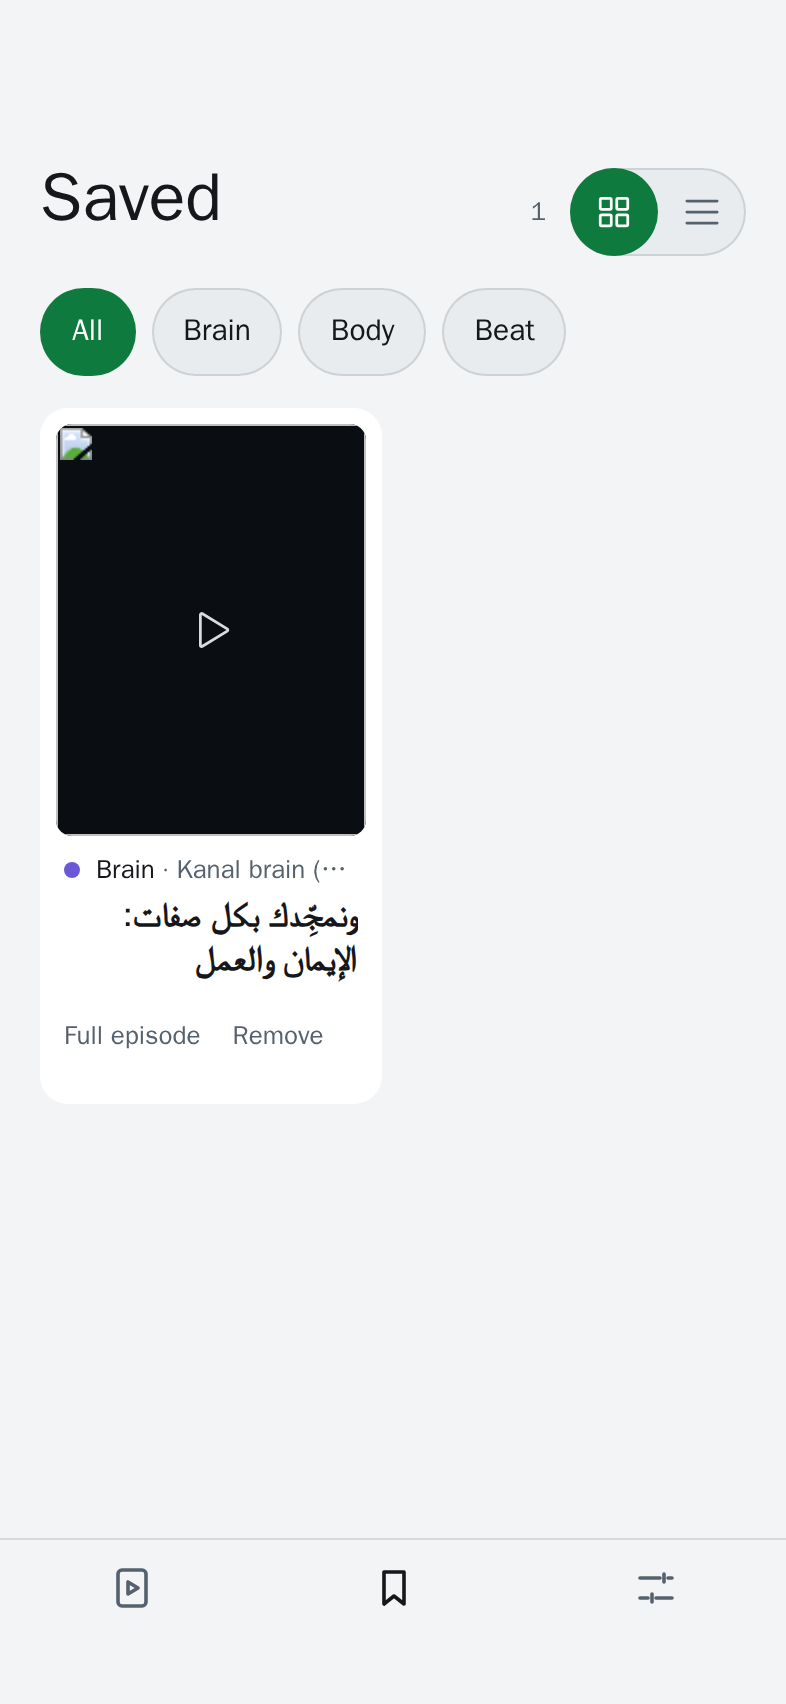 Saved
1
All
Brain
Body
Beat
Brain · Kanal brain (···
ونمجِّدك بكل صفات:
الإيمان والعمل
Full episode
Remove